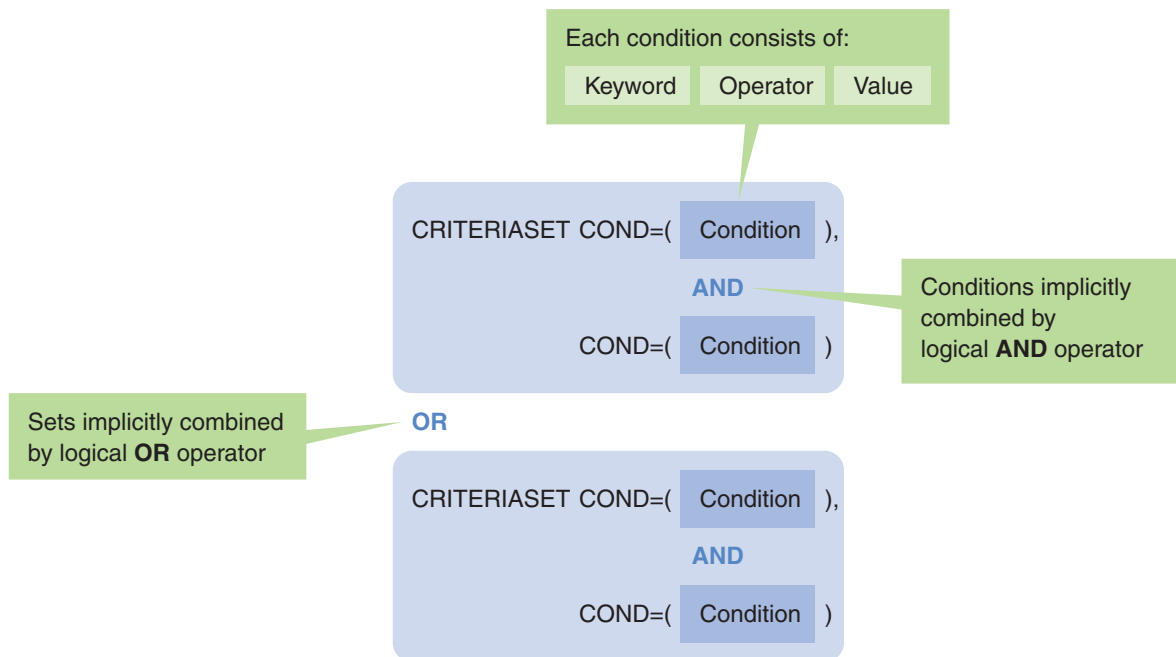 Each condition consists of:
Keyword Operator Value
CRITERIASET COND=( Condition ),
AND
Conditions implicitly
combined by
logical AND operator
COND=( Condition )
Sets implicitly combined
by logical OR operator
OR
CRITERIASET COND=( Condition ),
AND
COND=( Condition )